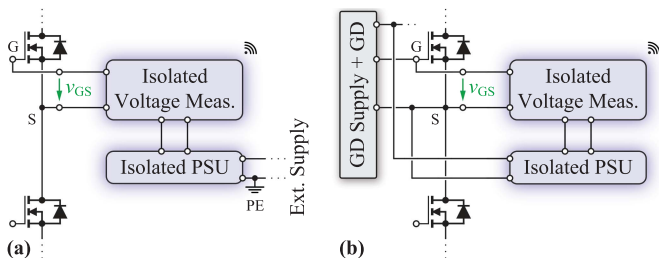 G
Isolated
Voltage Meas.
vGS
S
Isolated PSU
PE
Ext. Supply
(a)
GD Supply + GD
G
Isolated
Voltage Meas.
vGS
S
Isolated PSU
(b)